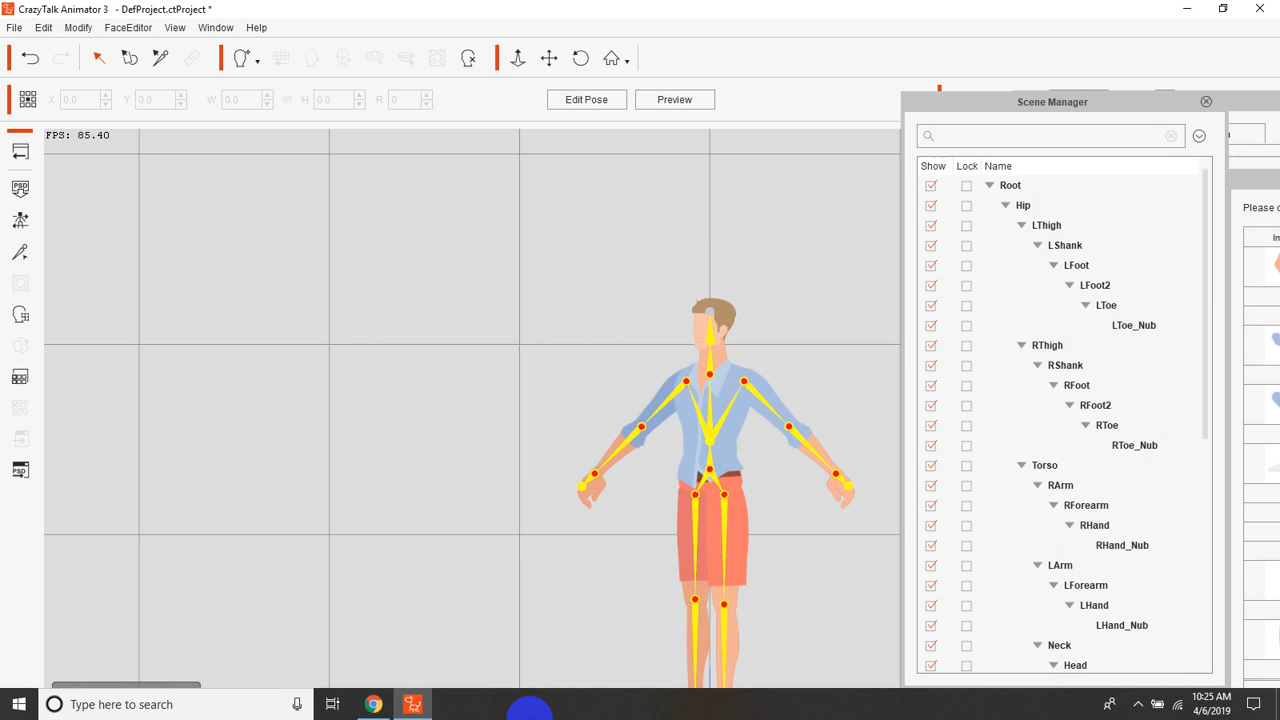 CrazyTalk Animator 3 - DefProject.ctProject *
File Edit Modify FaceEditor View Window Help
X 0.0 Y 0.0 W 0.0 H 0.0 R 0 Edit Pose Preview
FPS: 85.40
Scene Manager
Show Lock Name
Root
Hip
LThigh
LShank
LFoot
LFoot2
LToe
LToe_Nub
RThigh
RShank
RFoot
RFoot2
RToe
RToe_Nub
Torso
RArm
RForearm
RHand
RHand_Nub
LArm
LForearm
LHand
LHand_Nub
Neck
Head
Please
PSD
PSD
Type here to search
10:25 AM
4/6/2019